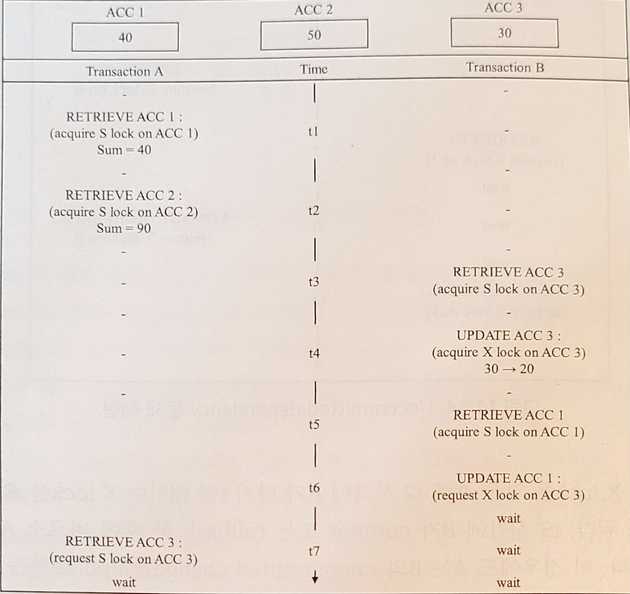 ACC 1 ACC 2 ACC 3
40 50 30
Transaction A Time Transaction B
- -
RETRIEVE ACC 1 :
(acquire S lock on ACC 1) t1 -
Sum = 40
- -
RETRIEVE ACC 2 :
(acquire S lock on ACC 2) t2 -
Sum = 90
- -
RETRIEVE ACC 3
- t3 (acquire S lock on ACC 3)
- -
UPDATE ACC 3 :
- t4 (acquire X lock on ACC 3)
30 → 20
- -
RETRIEVE ACC 1
t5 (acquire S lock on ACC 1)
-
UPDATE ACC 1 :
t6 (request X lock on ACC 3)
wait
RETRIEVE ACC 3 :
(request S lock on ACC 3) t7 wait
wait wait